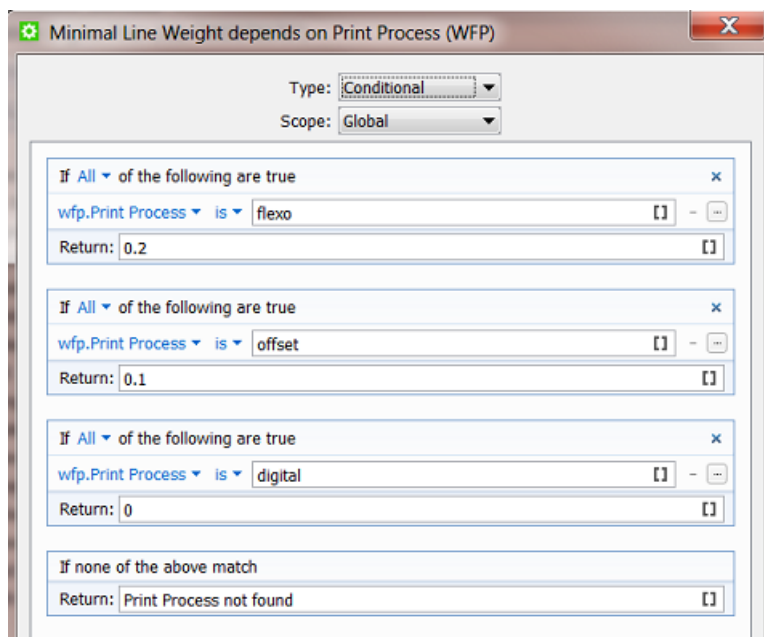 Minimal Line Weight depends on Print Process (WFP)
Type: Conditional
Scope: Global
If All of the following are true
wfp.Print Process is flexo
Return: 0.2
If All of the following are true
wfp.Print Process is offset
Return: 0.1
If All of the following are true
wfp.Print Process is digital
Return: 0
If none of the above match
Return: Print Process not found